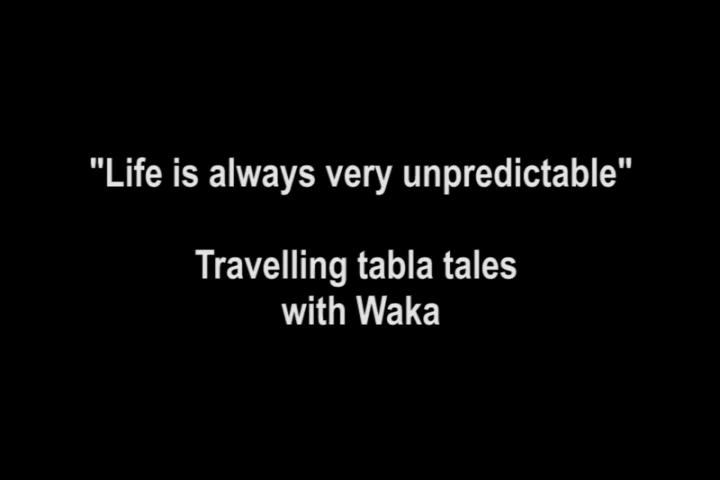 "Life is always very unpredictable"
Travelling tabla tales
with Waka